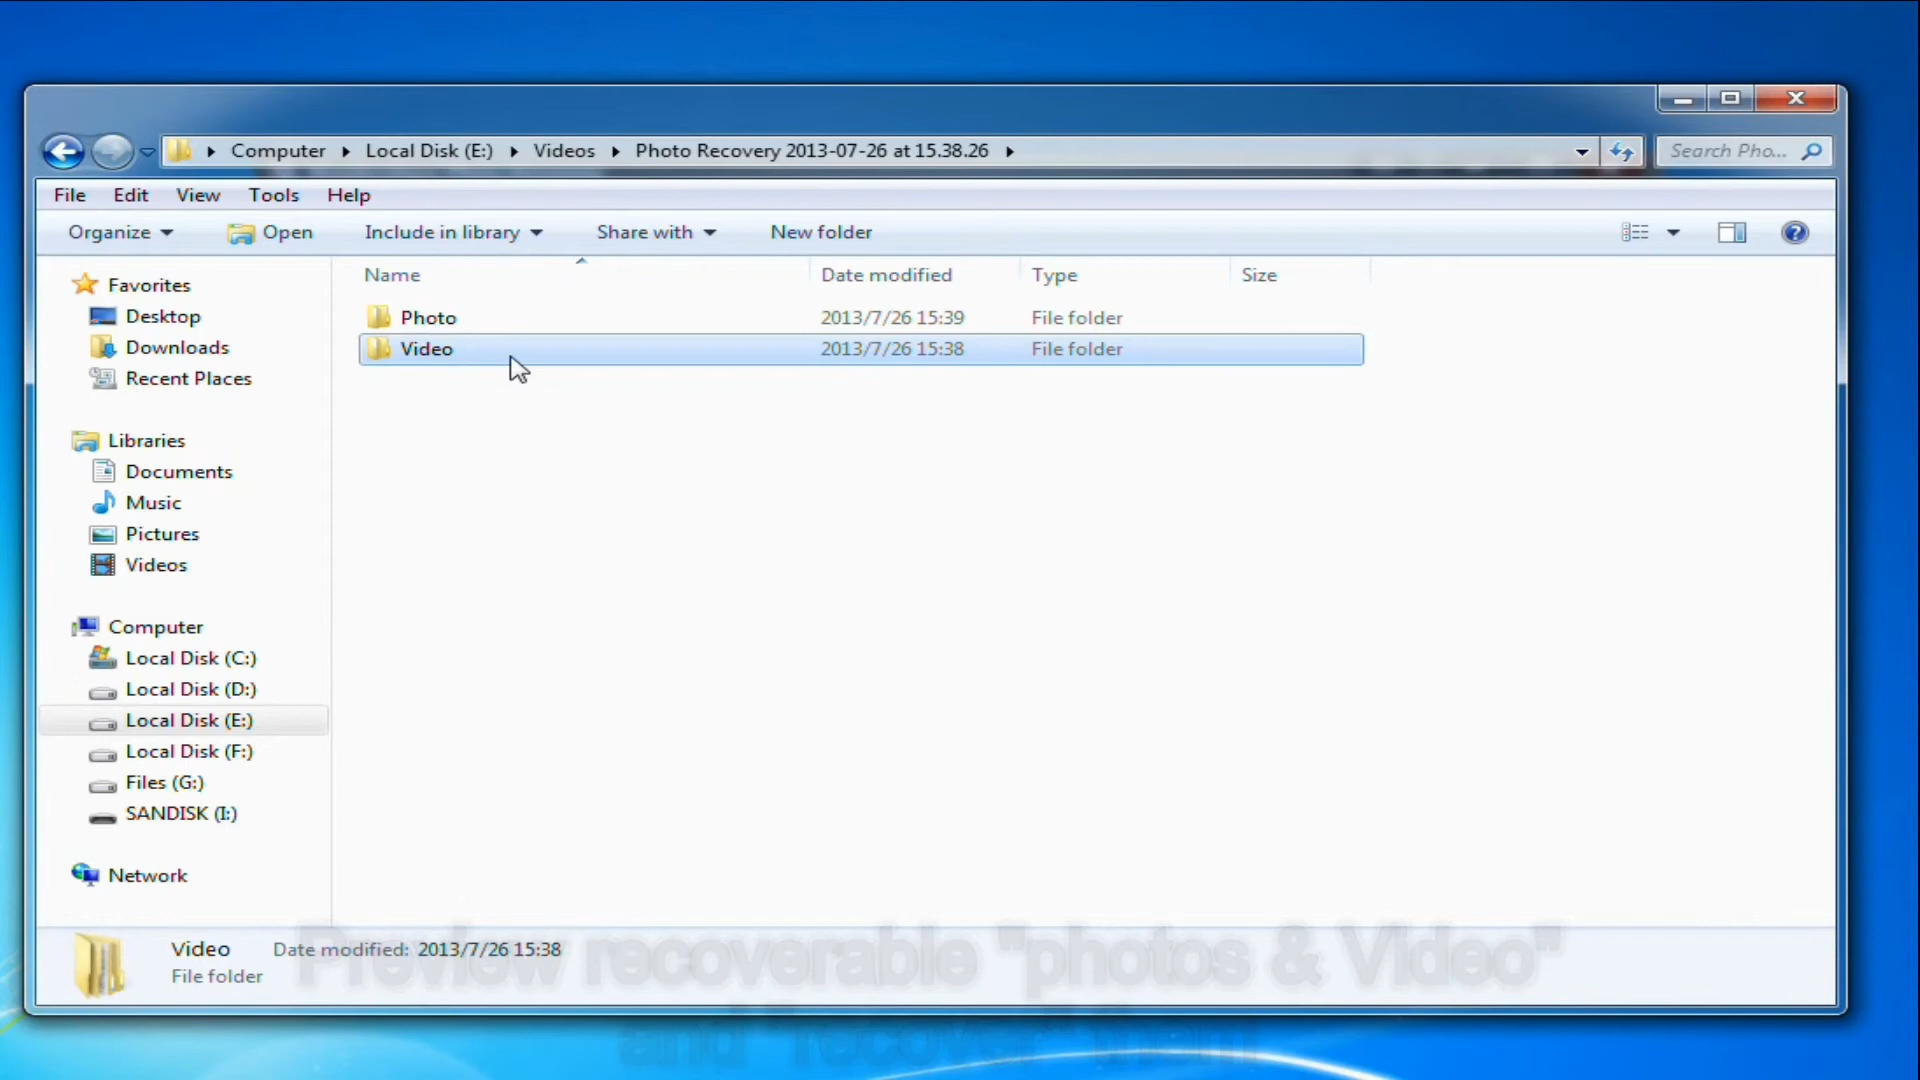 Computer Local Disk (E:) Videos Photo Recovery 2013-07-26 at 15.38.26 Search Pho...
File Edit View Tools Help
Organize Open Include in library Share with New folder
Name Date modified Type Size
Favorites
Desktop
Downloads
Recent Places
Libraries
Documents
Music
Pictures
Videos
Computer
Local Disk (C:)
Local Disk (D:)
Local Disk (E:)
Local Disk (F:)
Files (G:)
SANDISK (I:)
Network
Photo 2013/7/26 15:39 File folder
Video 2013/7/26 15:38 File folder
Video Date modified: 2013/7/26 15:38
File folder
Preview recoverable "photos & Video"
and "recover" them